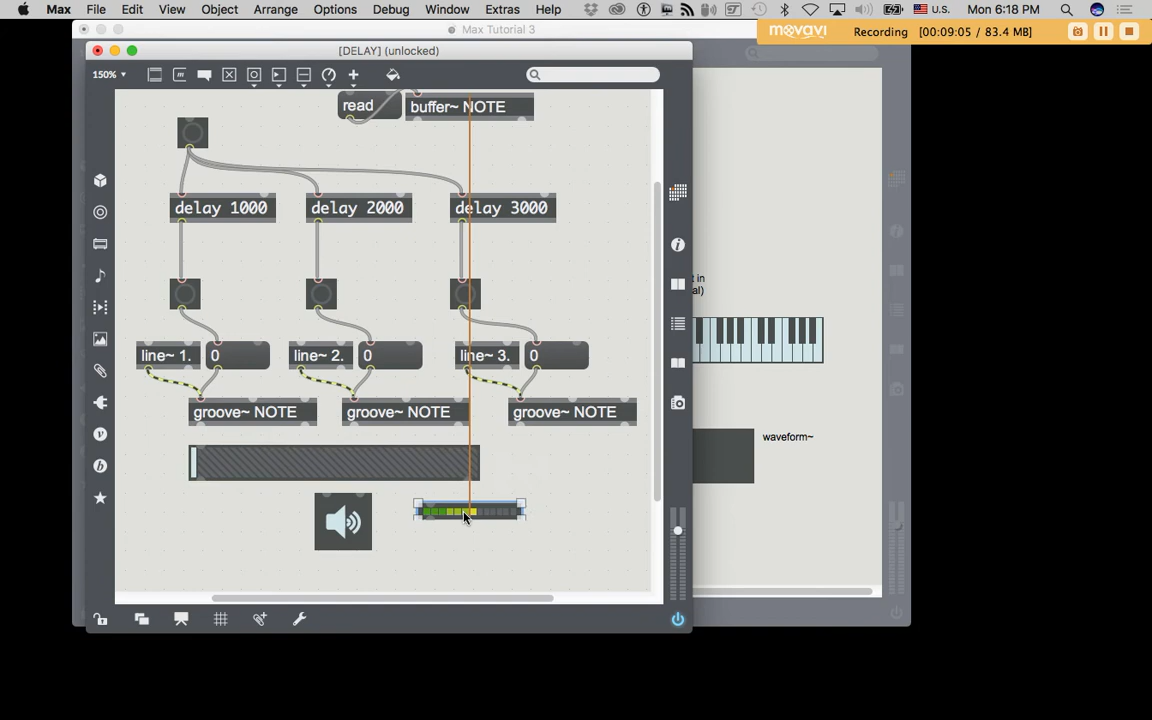 Max File Edit View Object Arrange Options Debug Window Extras Help U.S. Mon 6:18 PM
Max Tutorial 3
movavi Recording [00:09:05 / 83.4 MB]
[DELAY] (unlocked)
150%
read
buffer~ NOTE
delay 1000 delay 2000 delay 3000
line~ 1. 0 line~ 2. 0 line~ 3. 0
groove~ NOTE groove~ NOTE groove~ NOTE
t in
al)
waveform~